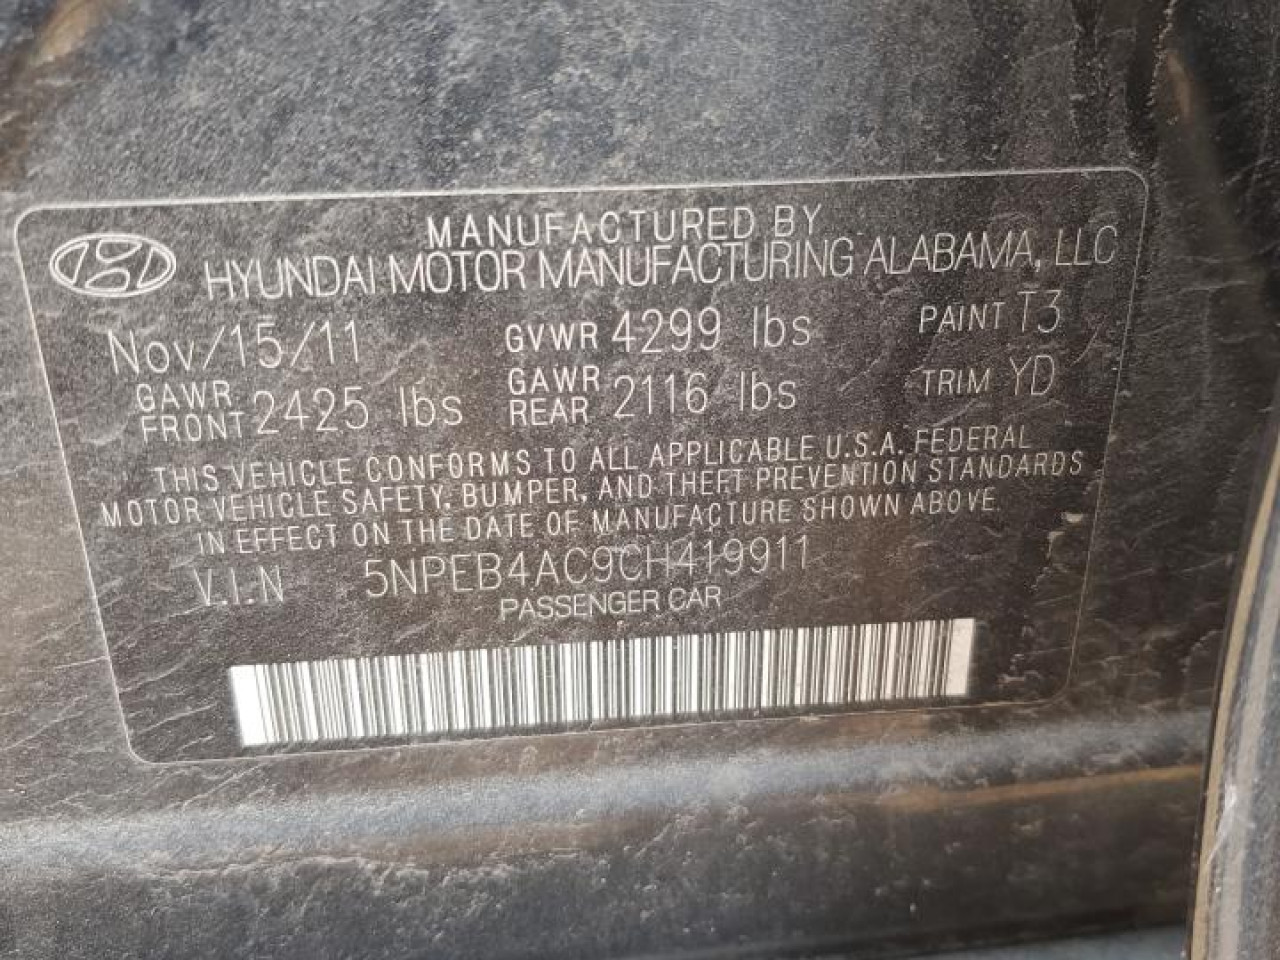 MANUFACTURED BY
HYUNDAI MOTOR MANUFACTURING ALABAMA, LLC
Nov/15/11 GVWR 4299 lbs PAINT T3
GAWR FRONT 2425 lbs GAWR REAR 2116 lbs TRIM YD
THIS VEHICLE CONFORMS TO ALL APPLICABLE U.S.A. FEDERAL
MOTOR VEHICLE SAFETY, BUMPER, AND THEFT PREVENTION STANDARDS
IN EFFECT ON THE DATE OF MANUFACTURE SHOWN ABOVE.
V.I.N 5NPEB4AC9CH419911
PASSENGER CAR